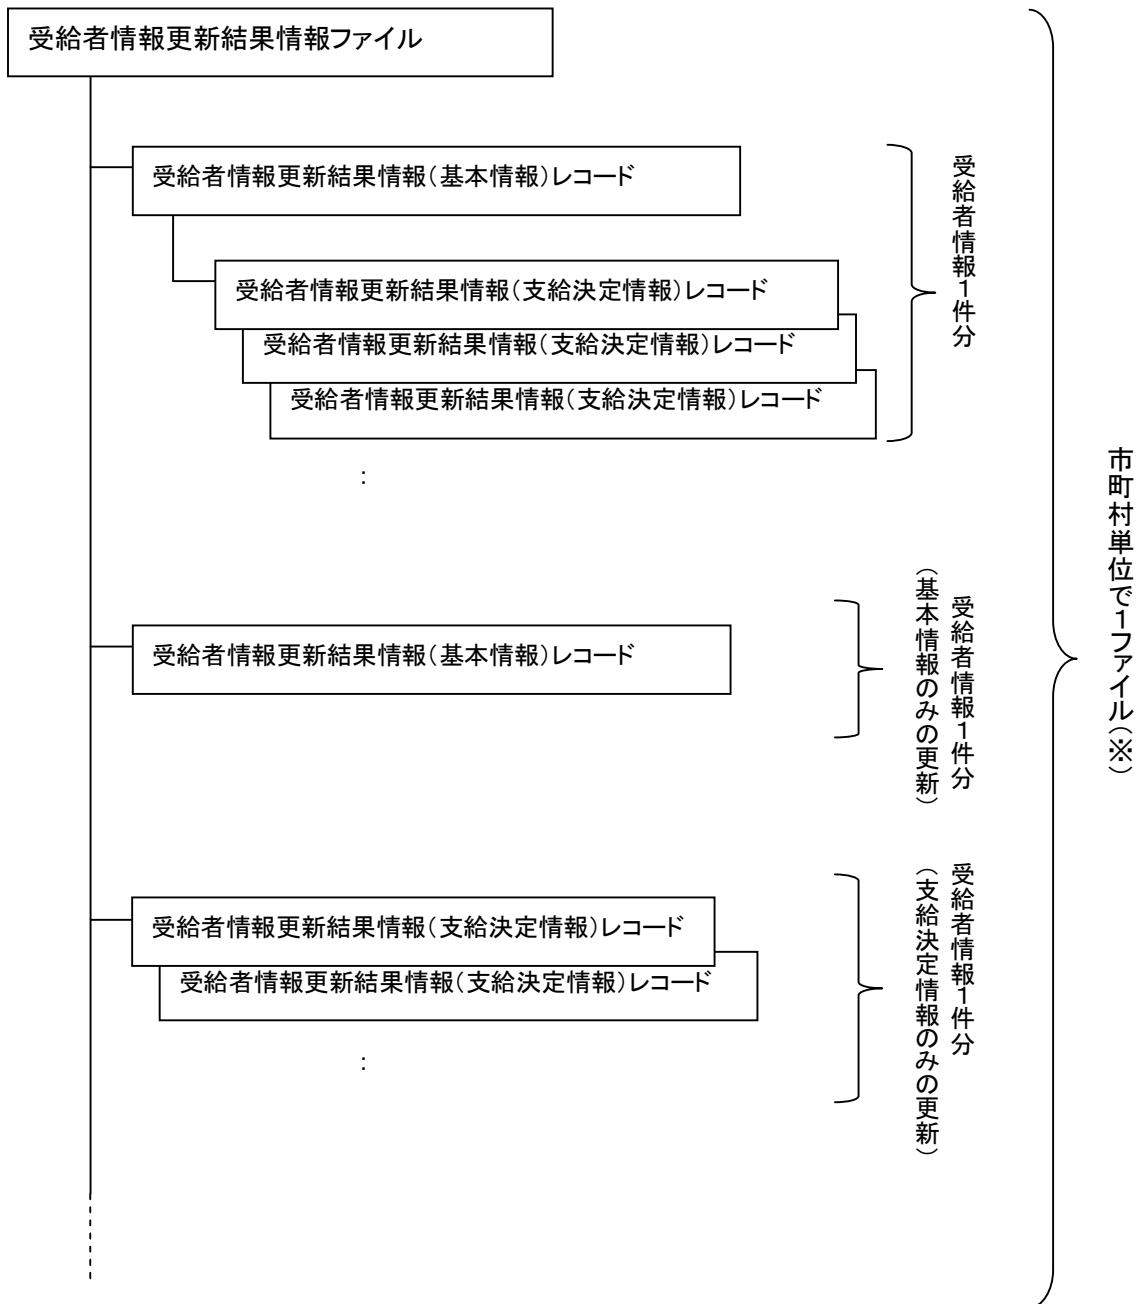 受給者情報更新結果情報ファイル
受給者情報更新結果情報（基本情報）レコード
受給者情報更新結果情報（支給決定情報）レコード
受給者情報更新結果情報（支給決定情報）レコード
受給者情報更新結果情報（支給決定情報）レコード
：
受給者情報１件分
受給者情報更新結果情報（基本情報）レコード
受給者情報１件分
（基本情報のみの更新）
受給者情報更新結果情報（支給決定情報）レコード
受給者情報更新結果情報（支給決定情報）レコード
：
受給者情報１件分
（支給決定情報のみの更新）
市町村単位で１ファイル（※）